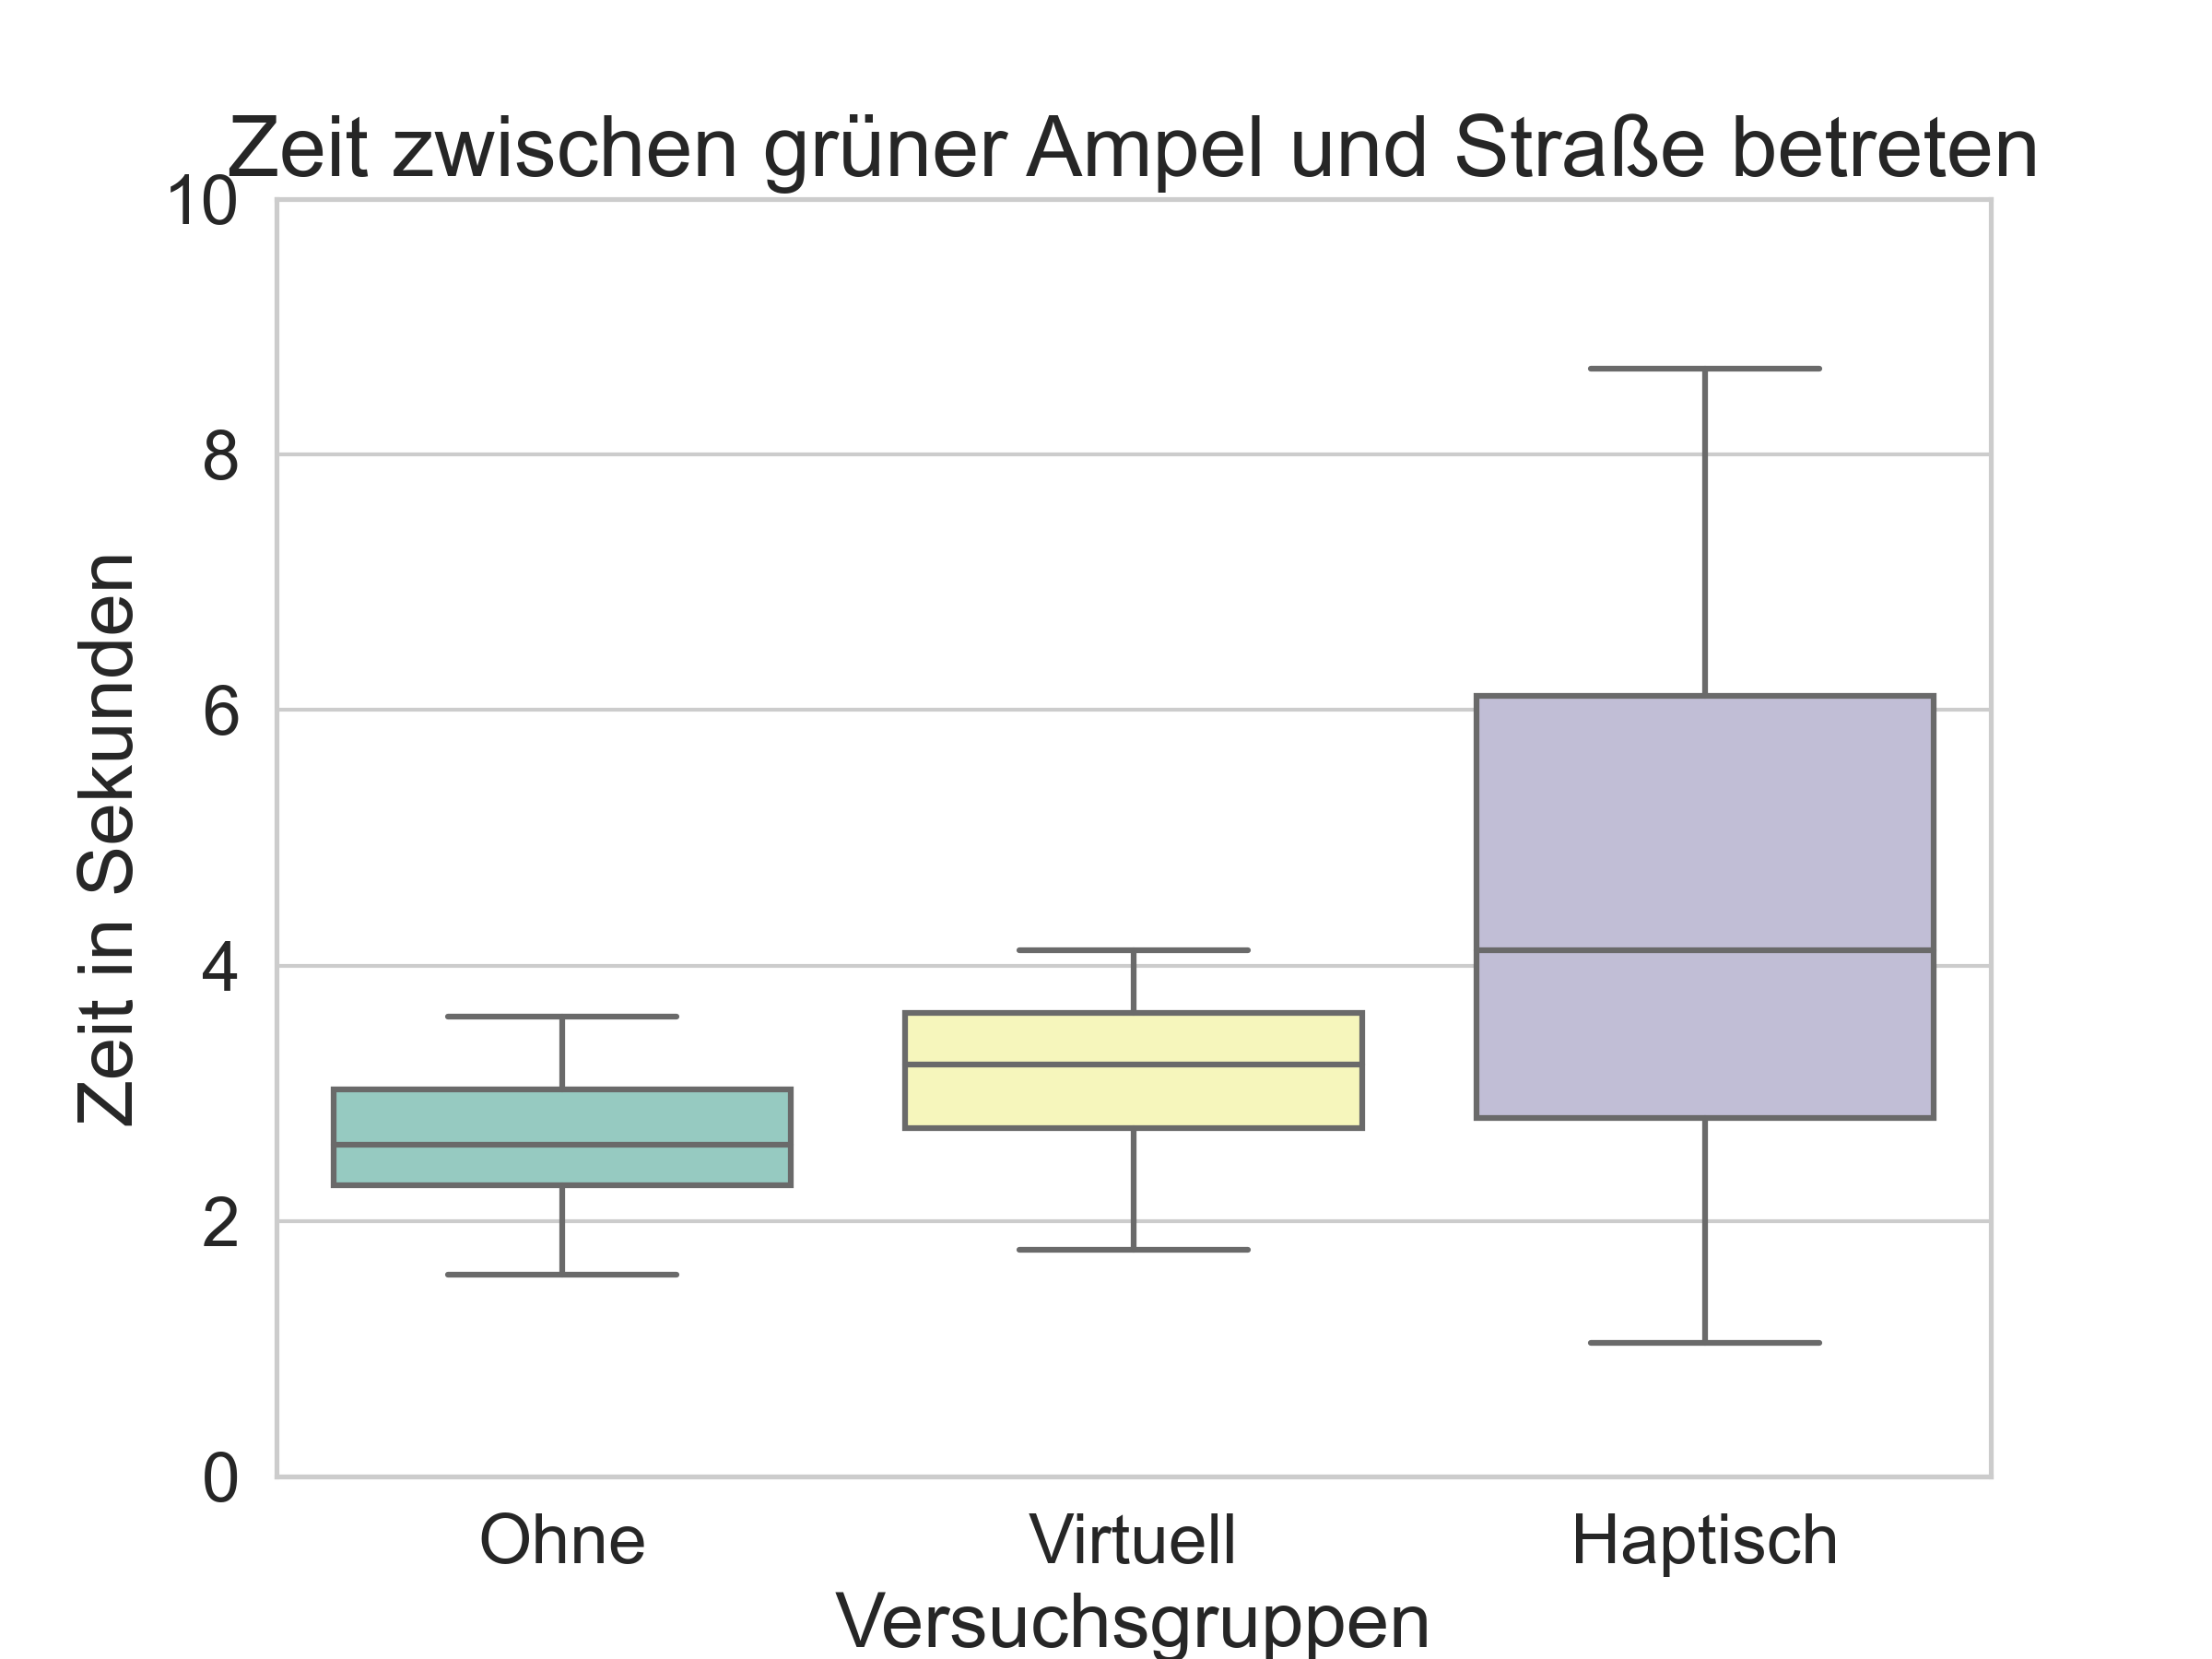 Zeit zwischen grüner Ampel und Straße betreten
10
8
6
4
2
0
Zeit in Sekunden
Ohne
Virtuell
Haptisch
Versuchsgruppen